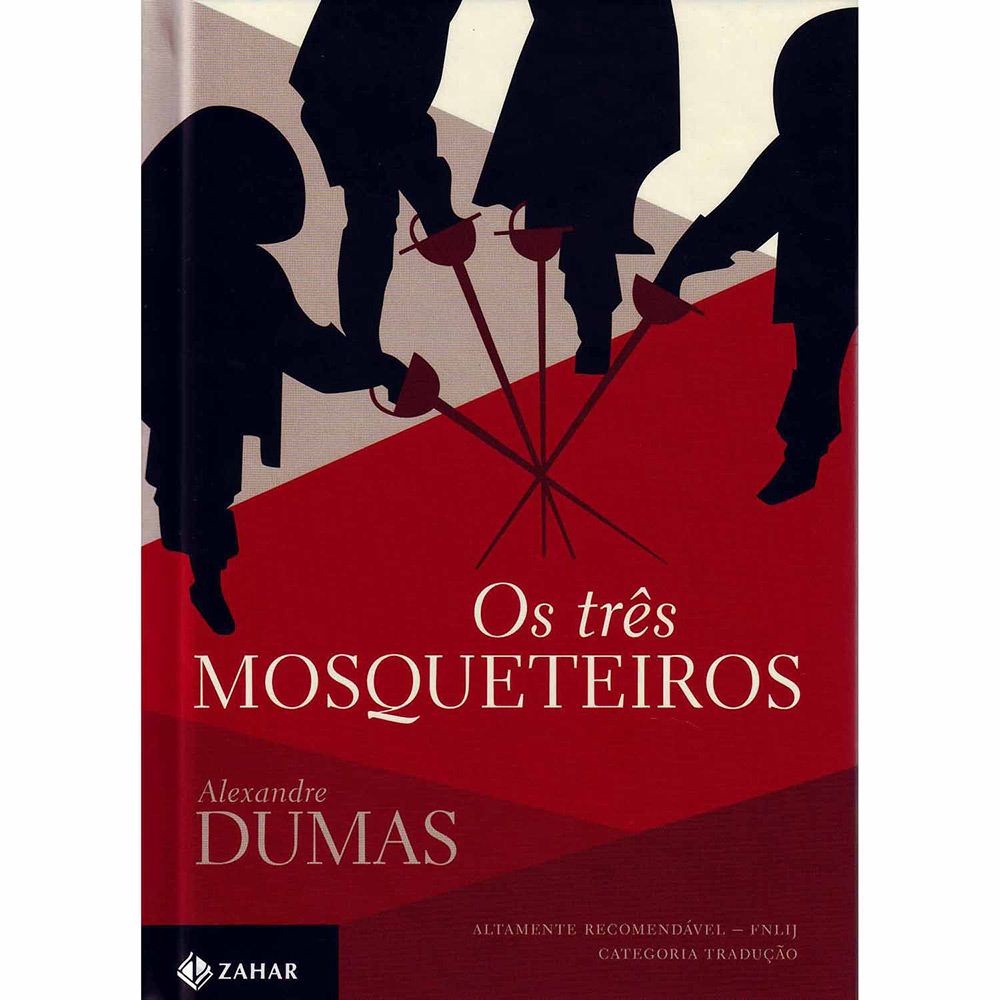 Os três
MOSQUETEIROS
Alexandre
DUMAS
ALTAMENTE RECOMENDÁVEL – FNLIJ
CATEGORIA TRADUÇÃO
ZAHAR